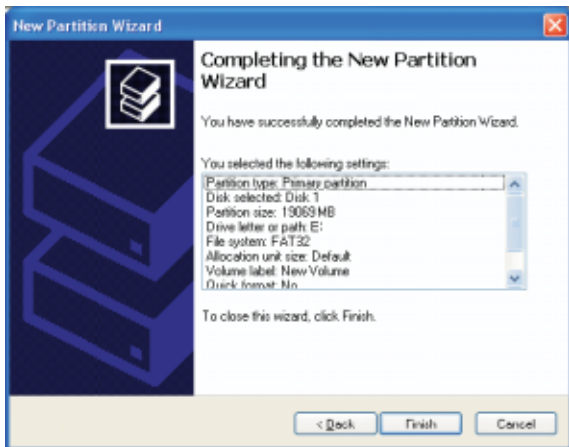 New Partition Wizard
Completing the New Partition
Wizard
You have successfully completed the New Partition Wizard.
You selected the following settings:
Partition type: Primary partition
Disk selected: Disk 1
Partition size: 19069 MB
Drive letter or path: E:
File system: FAT32
Allocation unit size: Default
Volume label: New Volume
Quick format: No
To close this wizard, click Finish.
< Back
Finish
Cancel